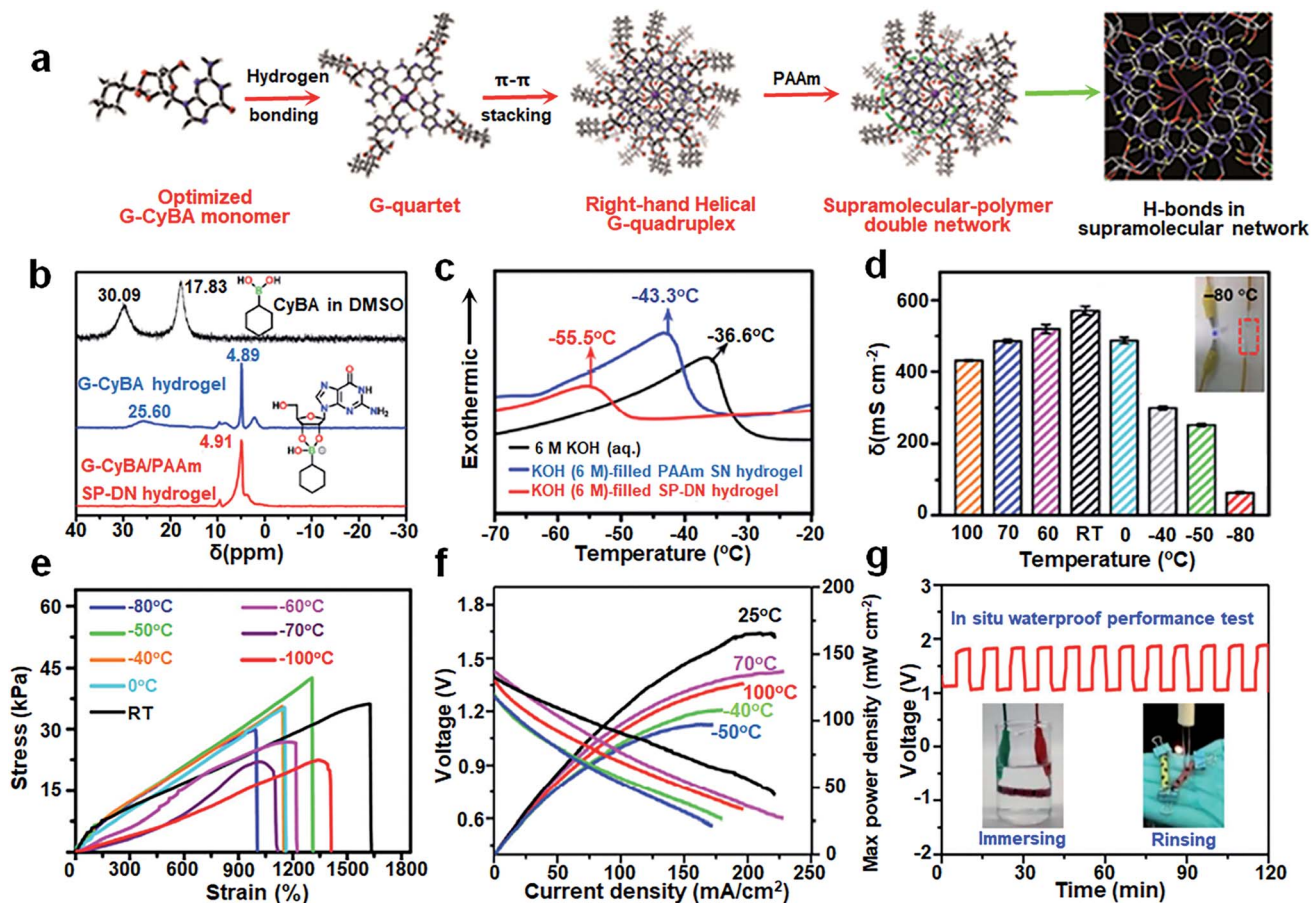 a
Hydrogen
bonding
π-π
stacking
PAAm
Optimized
G-CyBA monomer
G-quartet
Right-hand Helical
G-quadruplex
Supramolecular-polymer
double network
H-bonds in
supramolecular network
b
30.09
17.83
HO
OH
B
CyBA in DMSO
G-CyBA hydrogel
4.89
25.60
G-CyBA/PAAm
SP-DN hydrogel
4.91
O
N
NH
N
N
NH₂
HO
O
O
O
HO
B
40 30 20 10 0 -10 -20 -30
δ(ppm)
c
Exothermic
-55.5°C
-43.3°C
-36.6°C
6 M KOH (aq.)
KOH (6 M)-filled PAAm SN hydrogel
KOH (6 M)-filled SP-DN hydrogel
-70 -60 -50 -40 -30 -20
Temperature (°C)
d
δ(mS cm⁻²)
600
400
200
0
-80 °C
100 70 60 RT 0 -40 -50 -80
Temperature (°C)
e
Stress (kPa)
60
45
30
15
-80°C
-50°C
-40°C
0°C
RT
-60°C
-70°C
-100°C
0 300 600 900 1200 1500 1800
Strain (%)
f
Voltage (V)
1.8
1.5
1.2
0.9
0.6
25°C
70°C
100°C
-40°C
-50°C
200
150
100
50
0
Max power density (mW cm⁻²)
0 50 100 150 200 250
Current density (mA/cm²)
g
Voltage (V)
3
2
1
0
-1
-2
In situ waterproof performance test
Immersing
Rinsing
0 30 60 90 120
Time (min)